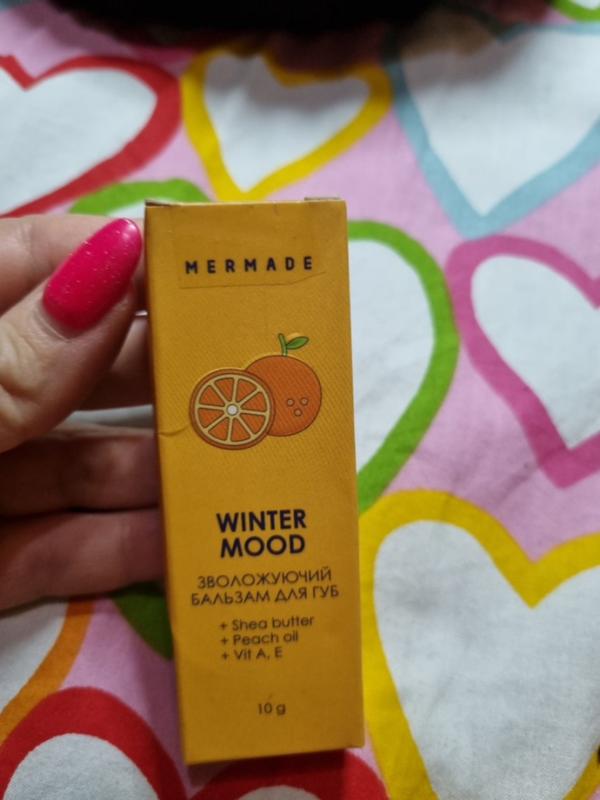 MERMADE
WINTER
MOOD
ЗВОЛОЖУЮЧИЙ
БАЛЬЗАМ ДЛЯ ГУБ
+ Shea butter
+ Peach oil
+ Vit A, E
10 g